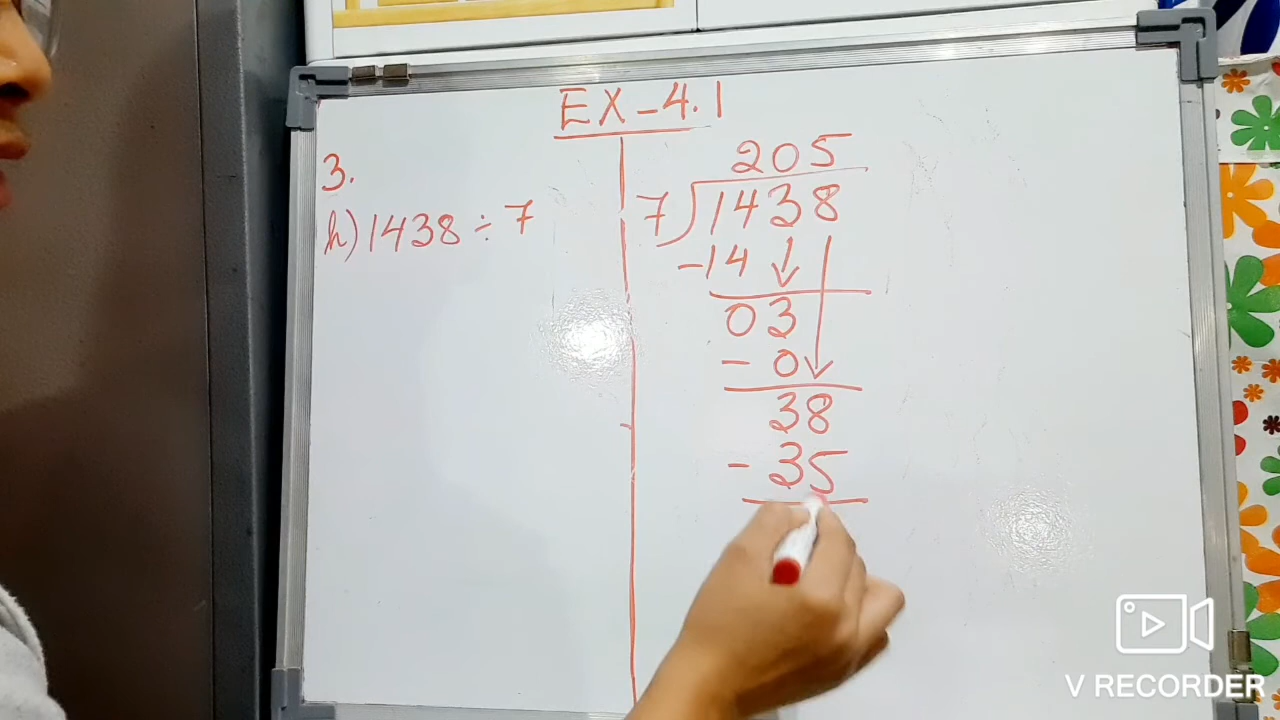 EX-4.1
3.
h) 1438 ÷ 7
205
7)1438
-14
03
-0
38
-35
V RECORDER